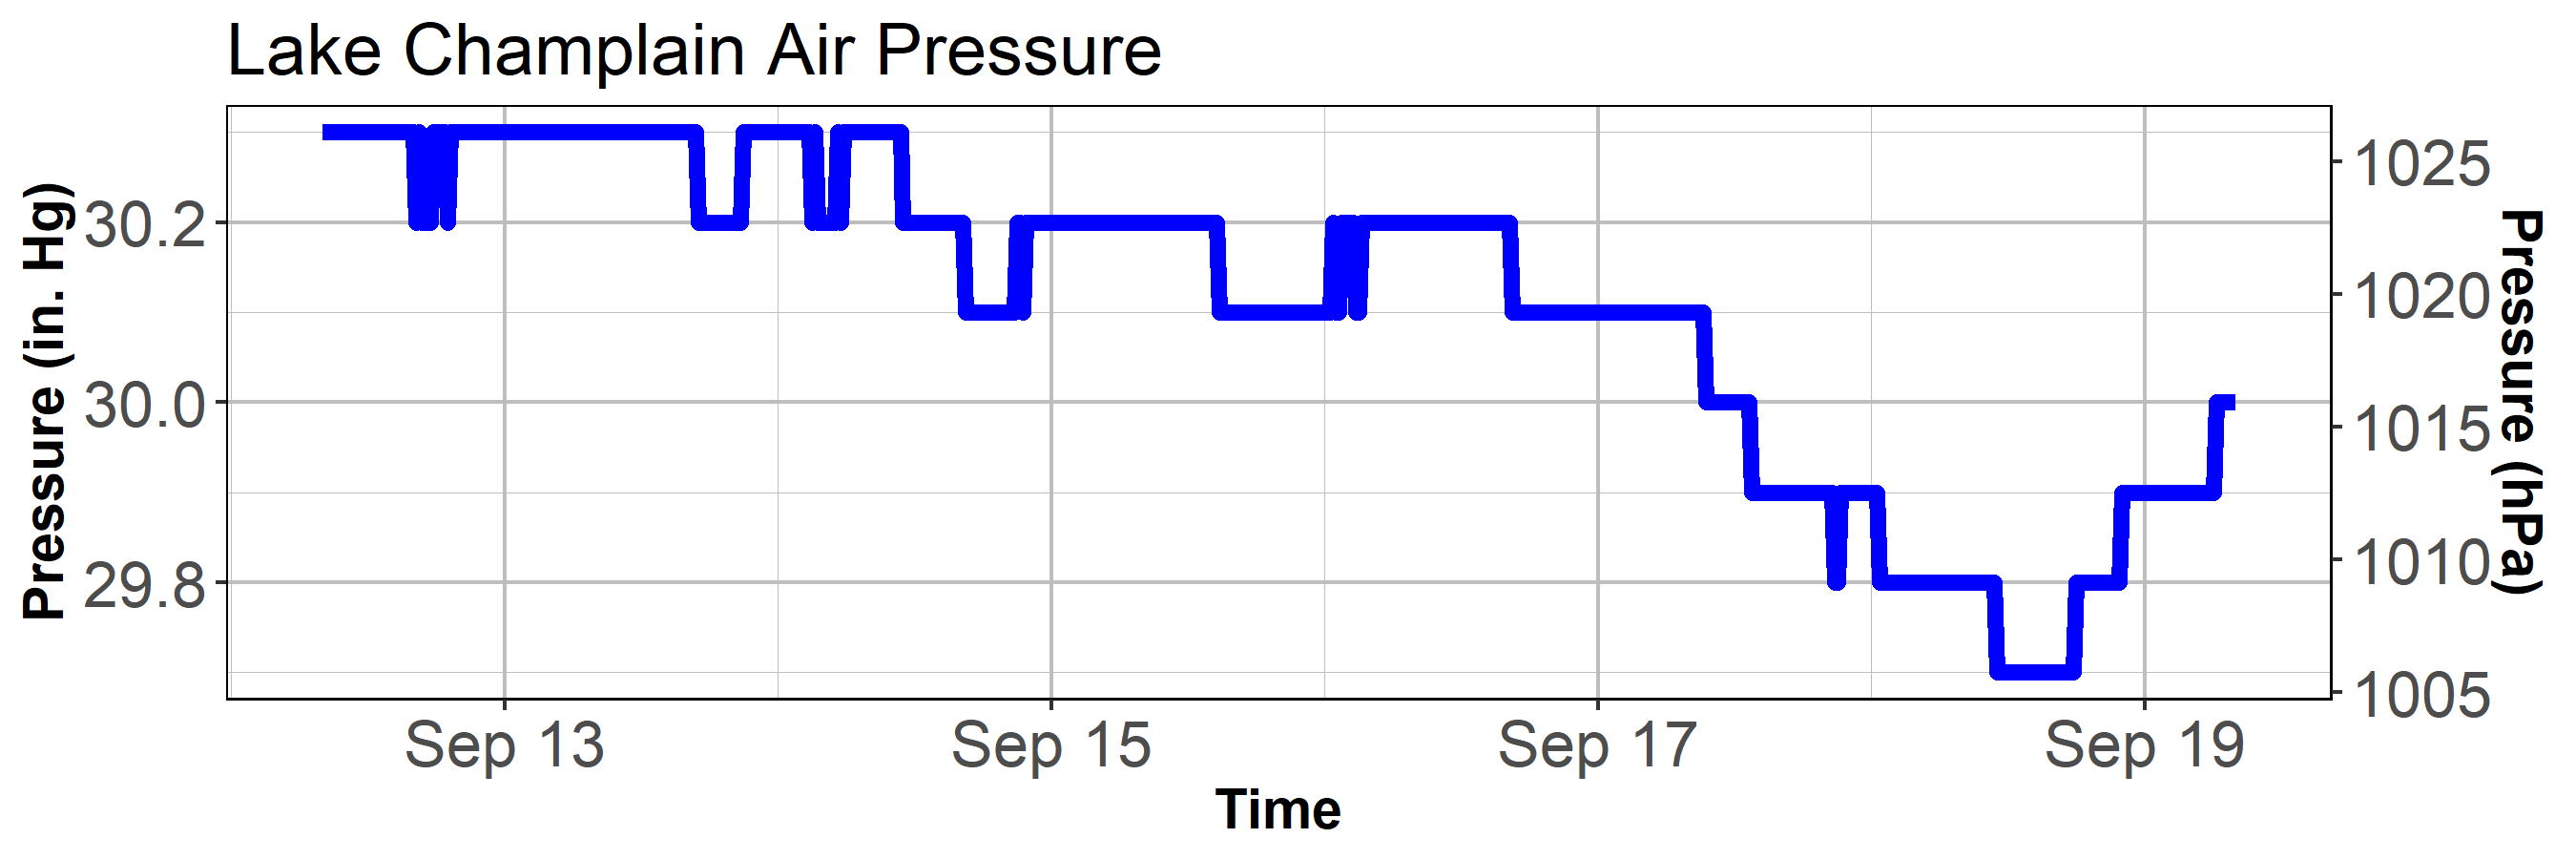 Lake Champlain Air Pressure
Pressure (in. Hg)
30.2
30.0
29.8
1025
1020
1015
1010
1005
Pressure (hPa)
Sep 13 Sep 15 Sep 17 Sep 19
Time